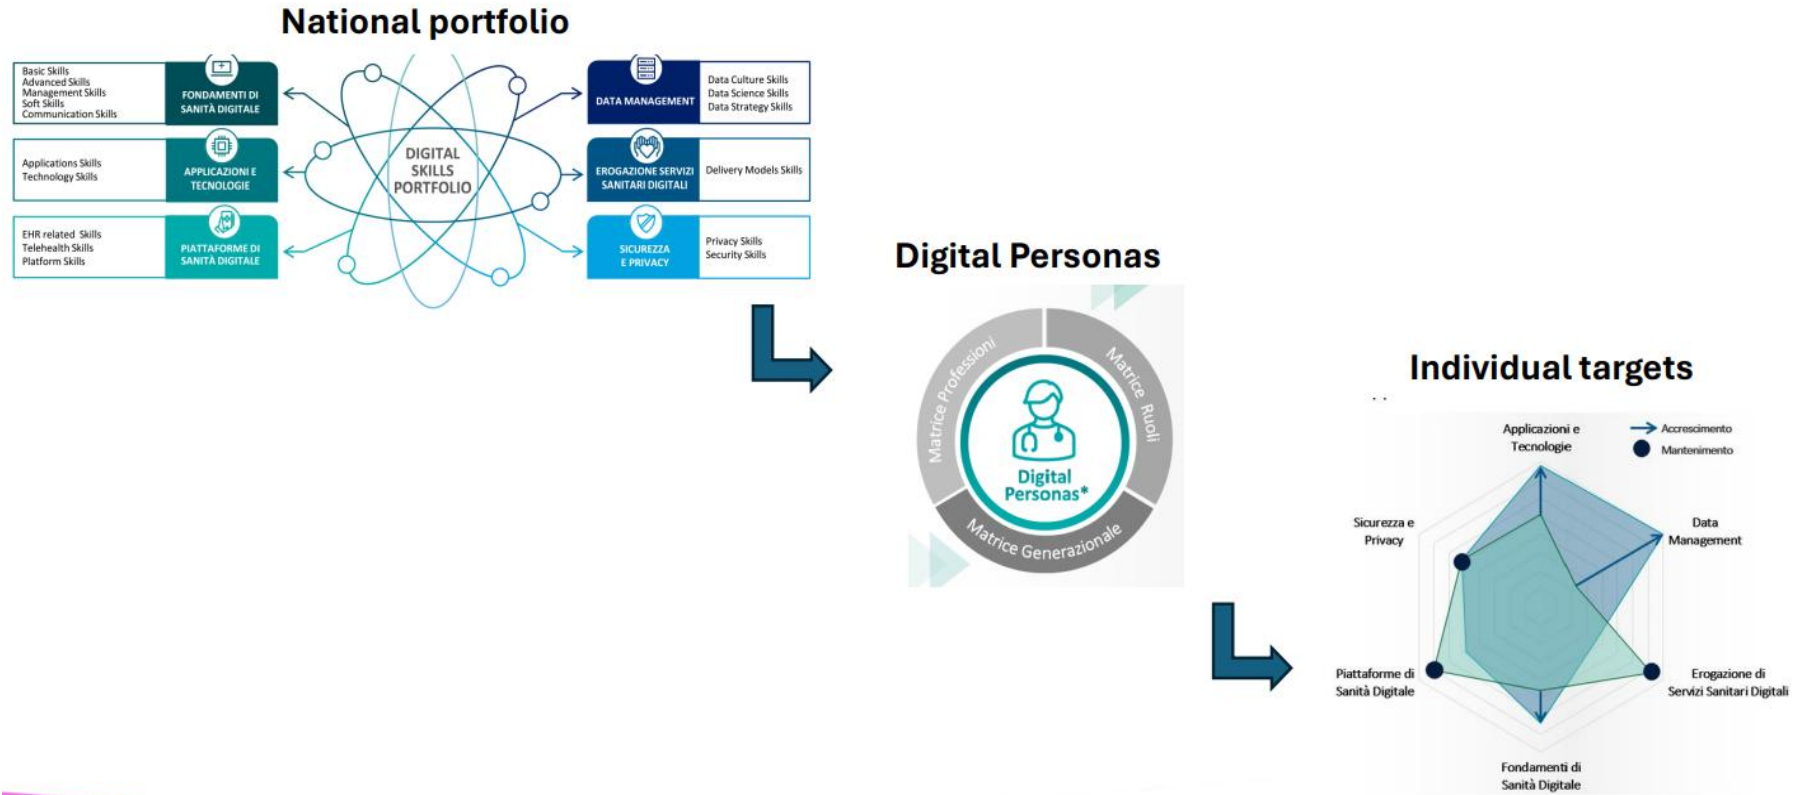 National portfolio
Basic Skills
Advanced Skills
Management Skills
Soft Skills
Communication Skills
FONDAMENTI DI
SANITÀ DIGITALE
Applications Skills
Technology Skills
APPLICAZIONI E
TECNOLOGIE
EHR related Skills
Telehealth Skills
Platform Skills
PIATTAFORME DI
SANITÀ DIGITALE
DIGITAL
SKILLS
PORTFOLIO
DATA MANAGEMENT
Data Culture Skills
Data Science Skills
Data Strategy Skills
EROGAZIONE SERVIZI
SANITARI DIGITALI
Delivery Models Skills
SICUREZZA
E PRIVACY
Privacy Skills
Security Skills
Digital Personas
Matrice Professioni
Matrice Ruoli
Digital
Personas*
Matrice Generazionale
Individual targets
Applicazioni e
Tecnologie
Accrescimento
Mantenimento
Sicurezza e
Privacy
Data
Management
Piattaforme di
Sanità Digitale
Erogazione di
Servizi Sanitari Digitali
Fondamenti di
Sanità Digitale